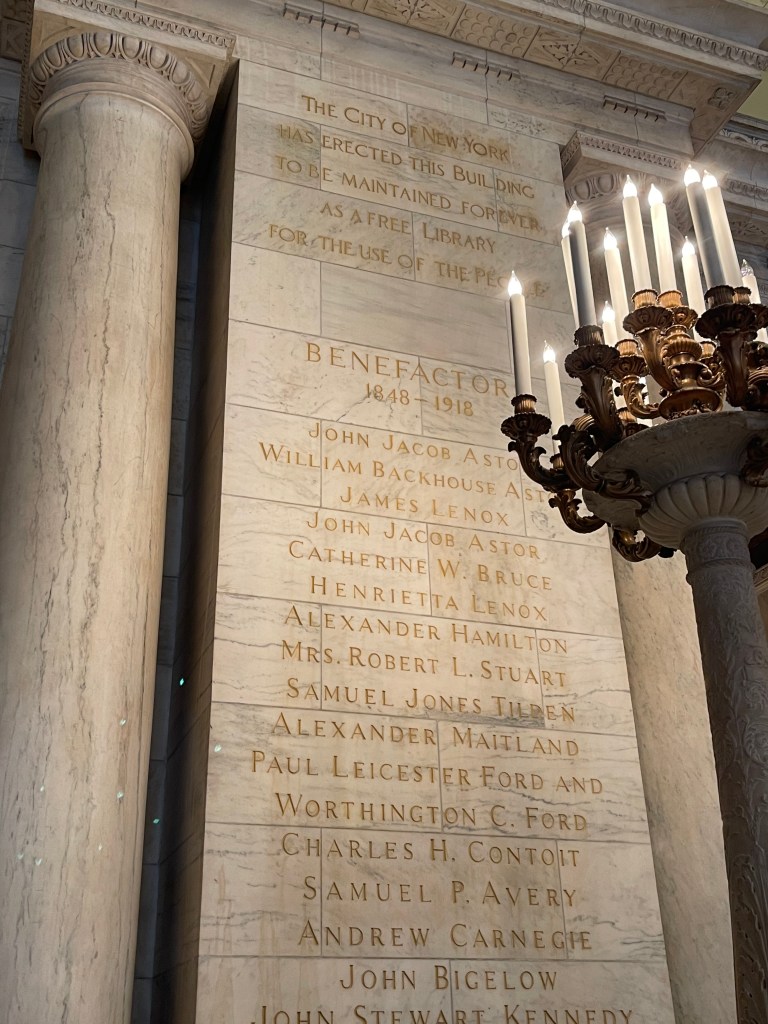 THE CITY OF NEW YORK
HAS ERECTED THIS BUILDING
TO BE MAINTAINED FOREVER
AS A FREE LIBRARY
FOR THE USE OF THE PEOPLE
BENEFACTOR
1848–1918
JOHN JACOB ASTO
WILLIAM BACKHOUSE AST
JAMES LENOX
JOHN JACOB ASTOR
CATHERINE W. BRUCE
HENRIETTA LENOX
ALEXANDER HAMILTON
MRS. ROBERT L. STUART
SAMUEL JONES TILDEN
ALEXANDER MAITLAND
PAUL LEICESTER FORD AND
WORTHINGTON C. FORD
CHARLES H. CONTOIT
SAMUEL P. AVERY
ANDREW CARNEGIE
JOHN BIGELOW
JOHN STEWART KENNEDY